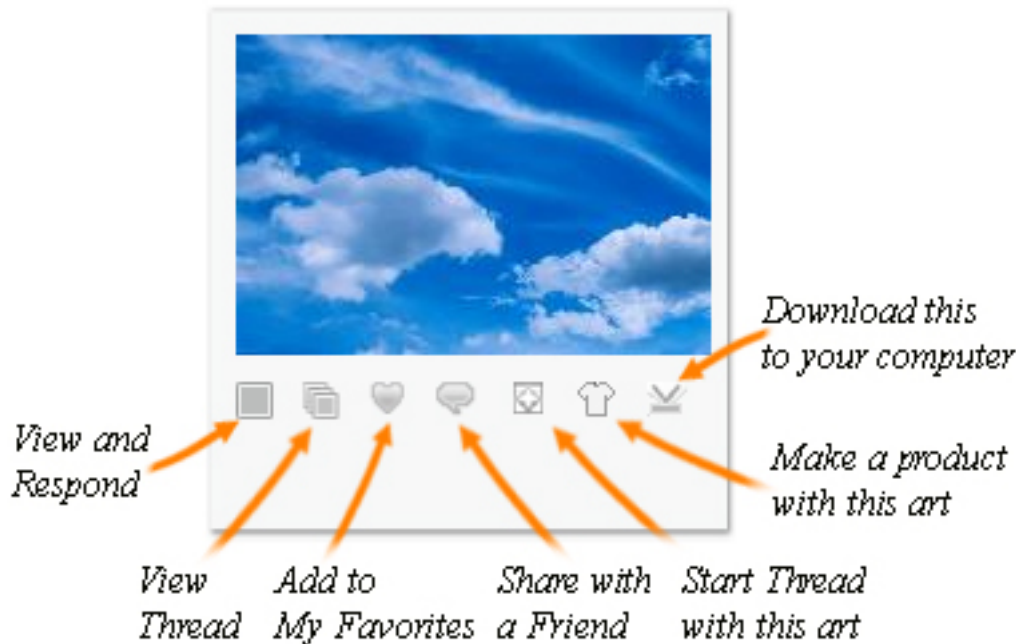 Download this
to your computer
View and
Respond
Make a product
with this art
View
Thread
Add to
My Favorites
Share with
a Friend
Start Thread
with this art